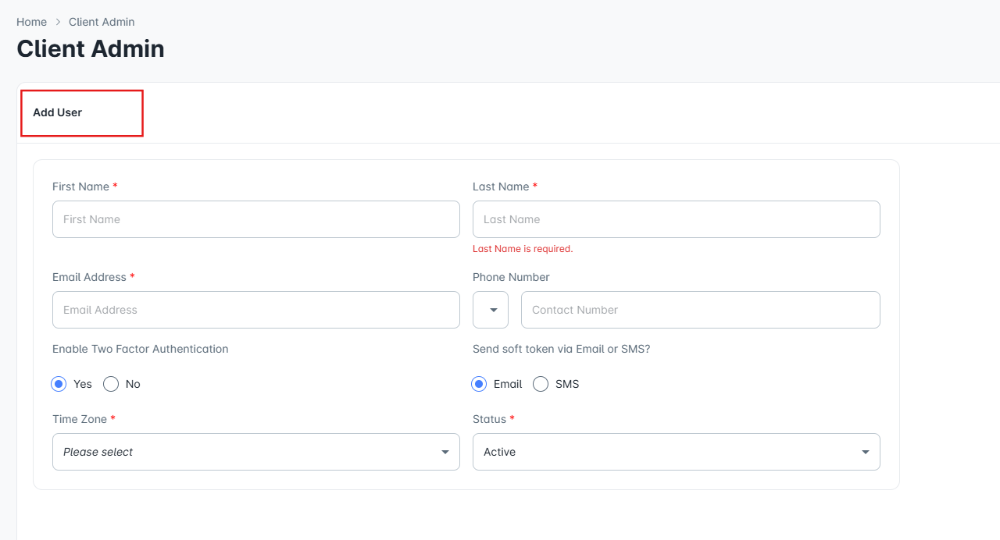 Home > Client Admin
Client Admin
Add User
First Name * Last Name *
First Name Last Name
Last Name is required.
Email Address * Phone Number
Email Address Contact Number
Enable Two Factor Authentication Send soft token via Email or SMS?
Yes No Email SMS
Time Zone * Status *
Please select Active